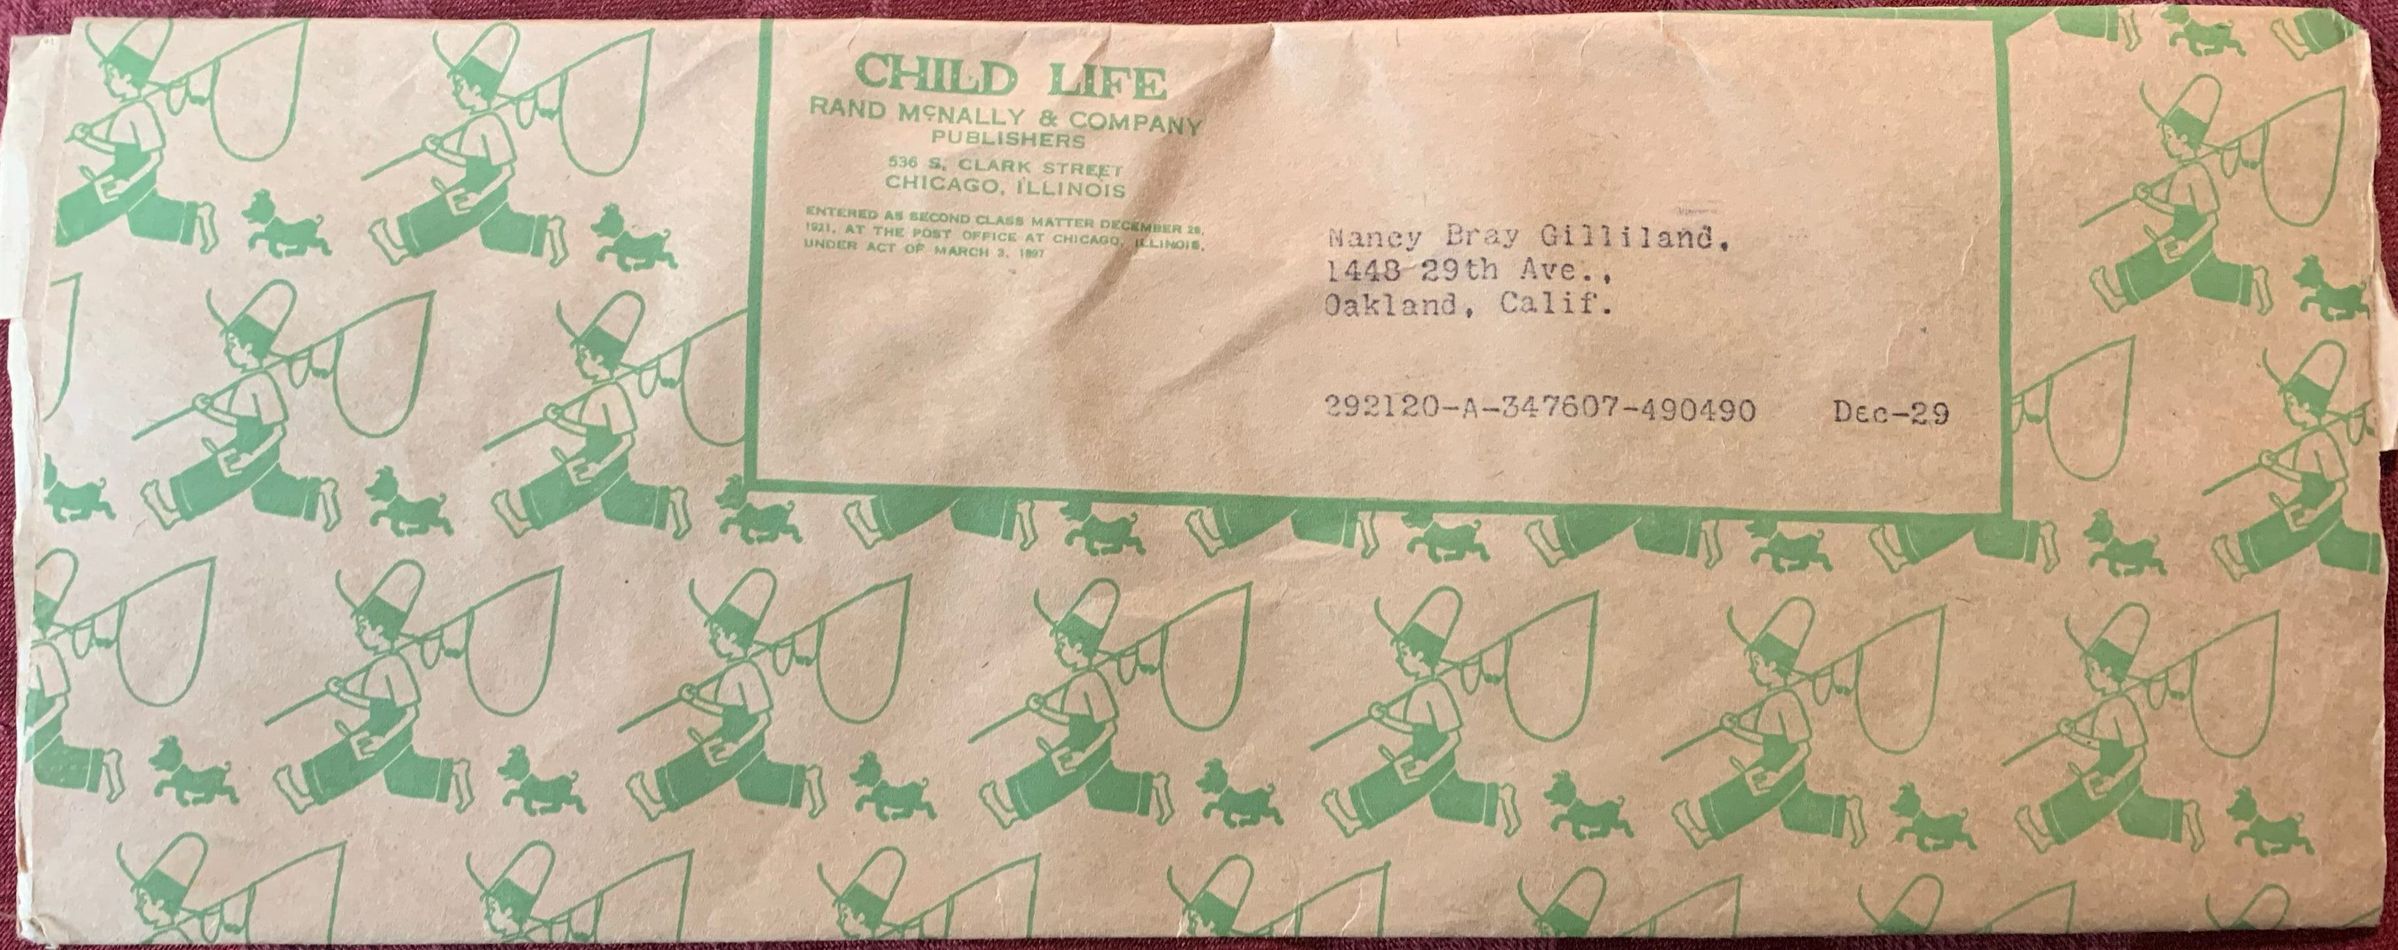 CHILD LIFE
RAND McNALLY & COMPANY
PUBLISHERS
536 S. CLARK STREET
CHICAGO, ILLINOIS
ENTERED AS SECOND CLASS MATTER DECEMBER 28,
1921, AT THE POST OFFICE AT CHICAGO, ILLINOIS,
UNDER ACT OF MARCH 3, 1897
Nancy Bray Gilliland,
1448 29th Ave.,
Oakland, Calif.
292120-A-347607-490490 Dec-29